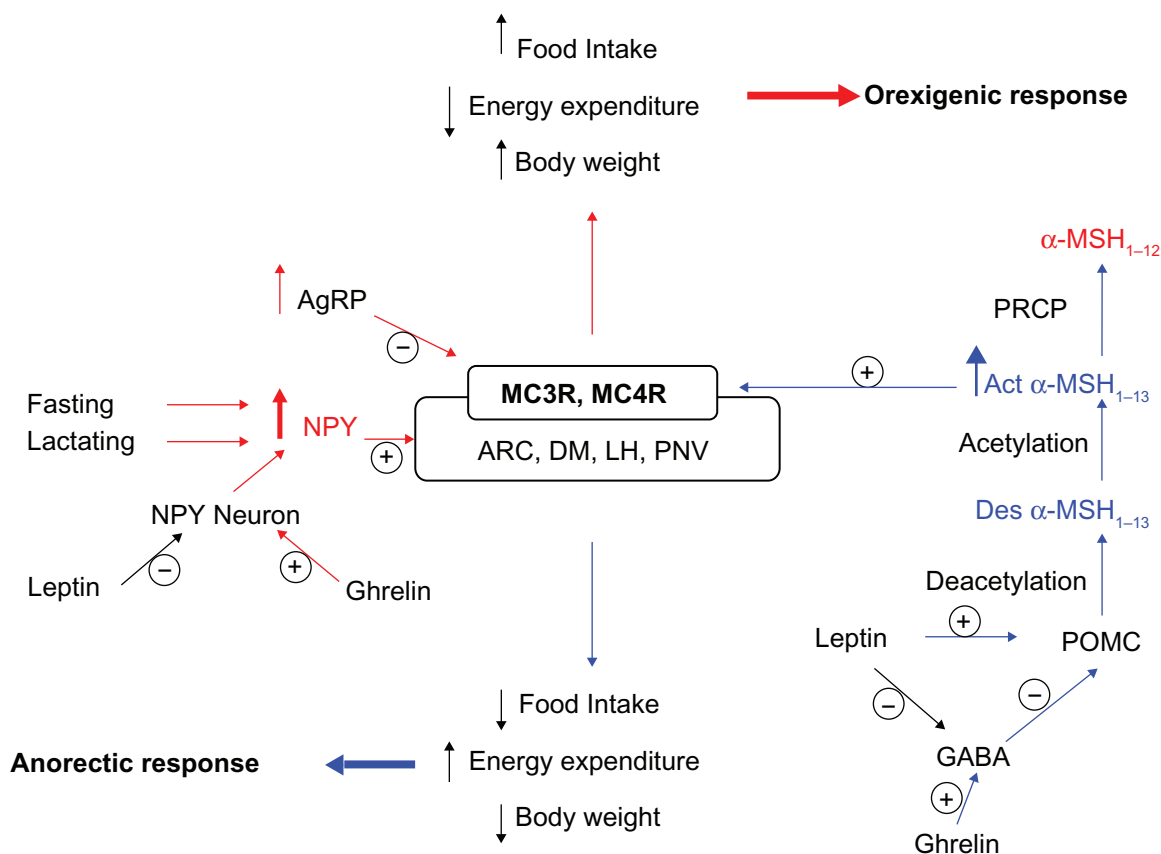 Food Intake
Energy expenditure
Orexigenic response
Body weight
α-MSH1–12
AgRP
PRCP
−
+
MC3R, MC4R
Act α-MSH1–13
Fasting
NPY
Lactating
+
ARC, DM, LH, PNV
Acetylation
NPY Neuron
Des α-MSH1–13
−
+
Leptin
Ghrelin
Deacetylation
+
Leptin
POMC
−
−
Food Intake
Anorectic response
Energy expenditure
GABA
+
Body weight
Ghrelin